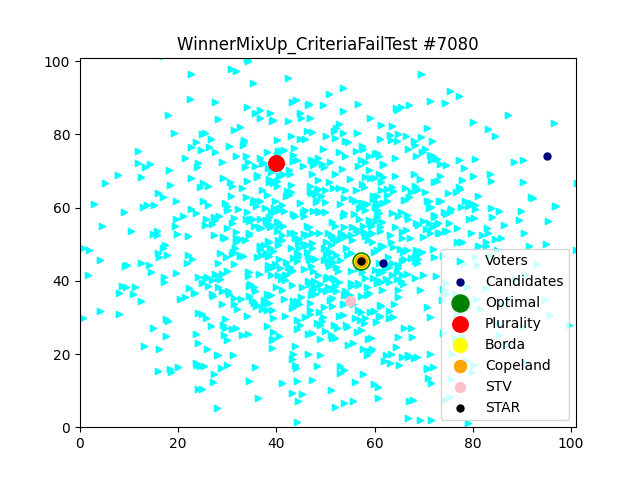 WinnerMixUp_CriteriaFailTest #7080
100
80
60
40
20
0
0
20
40
60
80
100
Voters
Candidates
Optimal
Plurality
Borda
Copeland
STV
STAR